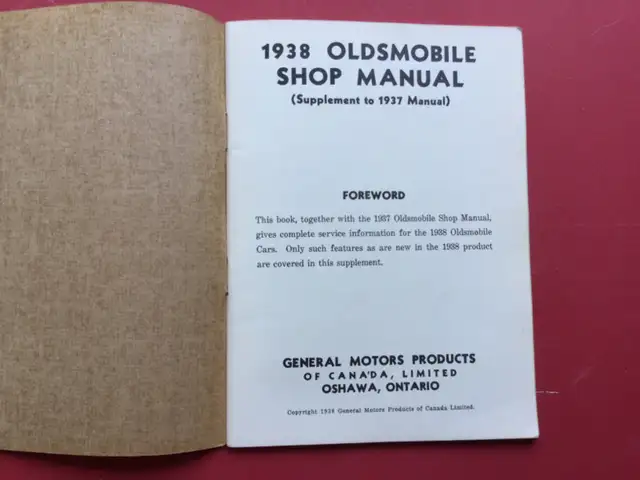 1938 OLDSMOBILE
SHOP MANUAL
(Supplement to 1937 Manual)
FOREWORD
This book, together with the 1937 Oldsmobile Shop Manual,
gives complete service information for the 1938 Oldsmobile
Cars. Only such features as are new in the 1938 product
are covered in this supplement.
GENERAL MOTORS PRODUCTS
OF CANADA, LIMITED
OSHAWA, ONTARIO
Copyright 1938 General Motors Products of Canada Limited.